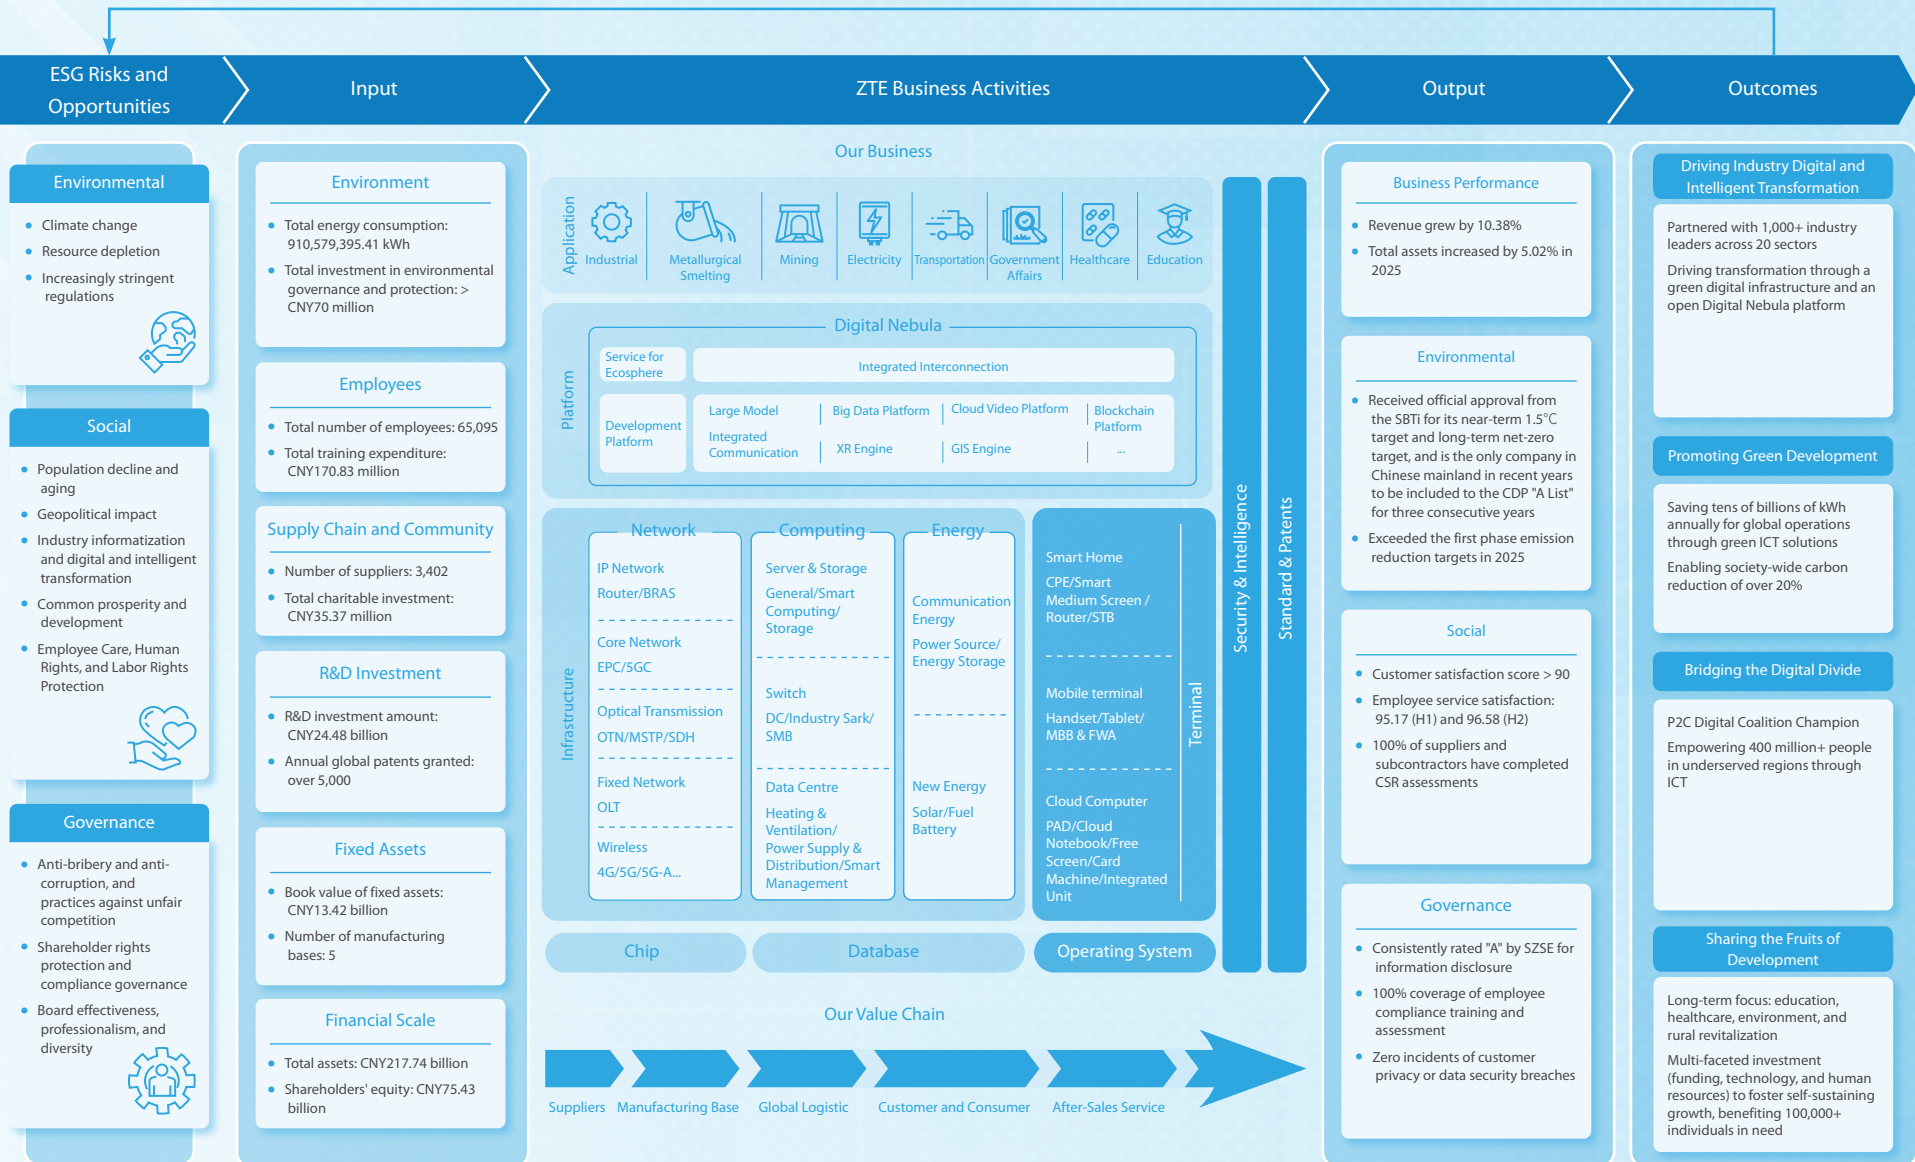 ESG Risks and
Opportunities
Input
ZTE Business Activities
Output
Outcomes
Environmental
• Climate change
• Resource depletion
• Increasingly stringent
regulations
Social
• Population decline and
aging
• Geopolitical impact
• Industry informatization
and digital and intelligent
transformation
• Common prosperity and
development
• Employee Care, Human
Rights, and Labor Rights
Protection
Governance
• Anti-bribery and anti-
corruption, and
practices against unfair
competition
• Shareholder rights
protection and
compliance governance
• Board effectiveness,
professionalism, and
diversity
Environment
• Total energy consumption:
910,579,395.41 kWh
• Total investment in environmental
governance and protection: >
CNY70 million
Employees
• Total number of employees: 65,095
• Total training expenditure:
CNY170.83 million
Supply Chain and Community
• Number of suppliers: 3,402
• Total charitable investment:
CNY35.37 million
R&D Investment
• R&D investment amount:
CNY24.48 billion
• Annual global patents granted:
over 5,000
Fixed Assets
• Book value of fixed assets:
CNY13.42 billion
• Number of manufacturing
bases: 5
Financial Scale
• Total assets: CNY217.74 billion
• Shareholders' equity: CNY75.43
billion
Our Business
Application
Industrial
Metallurgical
Smelting
Mining
Electricity
Transportation
Government
Affairs
Healthcare
Education
Platform
Digital Nebula
Service for
Ecosphere
Integrated Interconnection
Development
Platform
Large Model
Big Data Platform
Cloud Video Platform
Blockchain
Platform
Integrated
Communication
XR Engine
GIS Engine
...
Infrastructure
Network
IP Network
Router/BRAS
Core Network
EPC/5GC
Optical Transmission
OTN/MSTP/SDH
Fixed Network
OLT
Wireless
4G/5G/5G-A...
Computing
Server & Storage
General/Smart
Computing/
Storage
Switch
DC/Industry Sark/
SMB
Data Centre
Heating &
Ventilation/
Power Supply &
Distribution/Smart
Management
Energy
Communication
Energy
Power Source/
Energy Storage
New Energy
Solar/Fuel
Battery
Smart Home
CPE/Smart
Medium Screen /
Router/STB
Mobile terminal
Handset/Tablet/
MBB & FWA
Cloud Computer
PAD/Cloud
Notebook/Free
Screen/Card
Machine/Integrated
Unit
Terminal
Security & Intelligence
Standard & Patents
Chip
Database
Operating System
Our Value Chain
Suppliers
Manufacturing Base
Global Logistic
Customer and Consumer
After-Sales Service
Business Performance
• Revenue grew by 10.38%
• Total assets increased by 5.02% in
2025
Environmental
• Received official approval from
the SBTi for its near-term 1.5℃
target and long-term net-zero
target, and is the only company in
Chinese mainland in recent years
to be included to the CDP "A List"
for three consecutive years
• Exceeded the first phase emission
reduction targets in 2025
Social
• Customer satisfaction score > 90
• Employee service satisfaction:
95.17 (H1) and 96.58 (H2)
• 100% of suppliers and
subcontractors have completed
CSR assessments
Governance
• Consistently rated "A" by SZSE for
information disclosure
• 100% coverage of employee
compliance training and
assessment
• Zero incidents of customer
privacy or data security breaches
Driving Industry Digital and
Intelligent Transformation
Partnered with 1,000+ industry
leaders across 20 sectors
Driving transformation through a
green digital infrastructure and an
open Digital Nebula platform
Promoting Green Development
Saving tens of billions of kWh
annually for global operations
through green ICT solutions
Enabling society-wide carbon
reduction of over 20%
Bridging the Digital Divide
P2C Digital Coalition Champion
Empowering 400 million+ people
in underserved regions through
ICT
Sharing the Fruits of
Development
Long-term focus: education,
healthcare, environment, and
rural revitalization
Multi-faceted investment
(funding, technology, and human
resources) to foster self-sustaining
growth, benefiting 100,000+
individuals in need